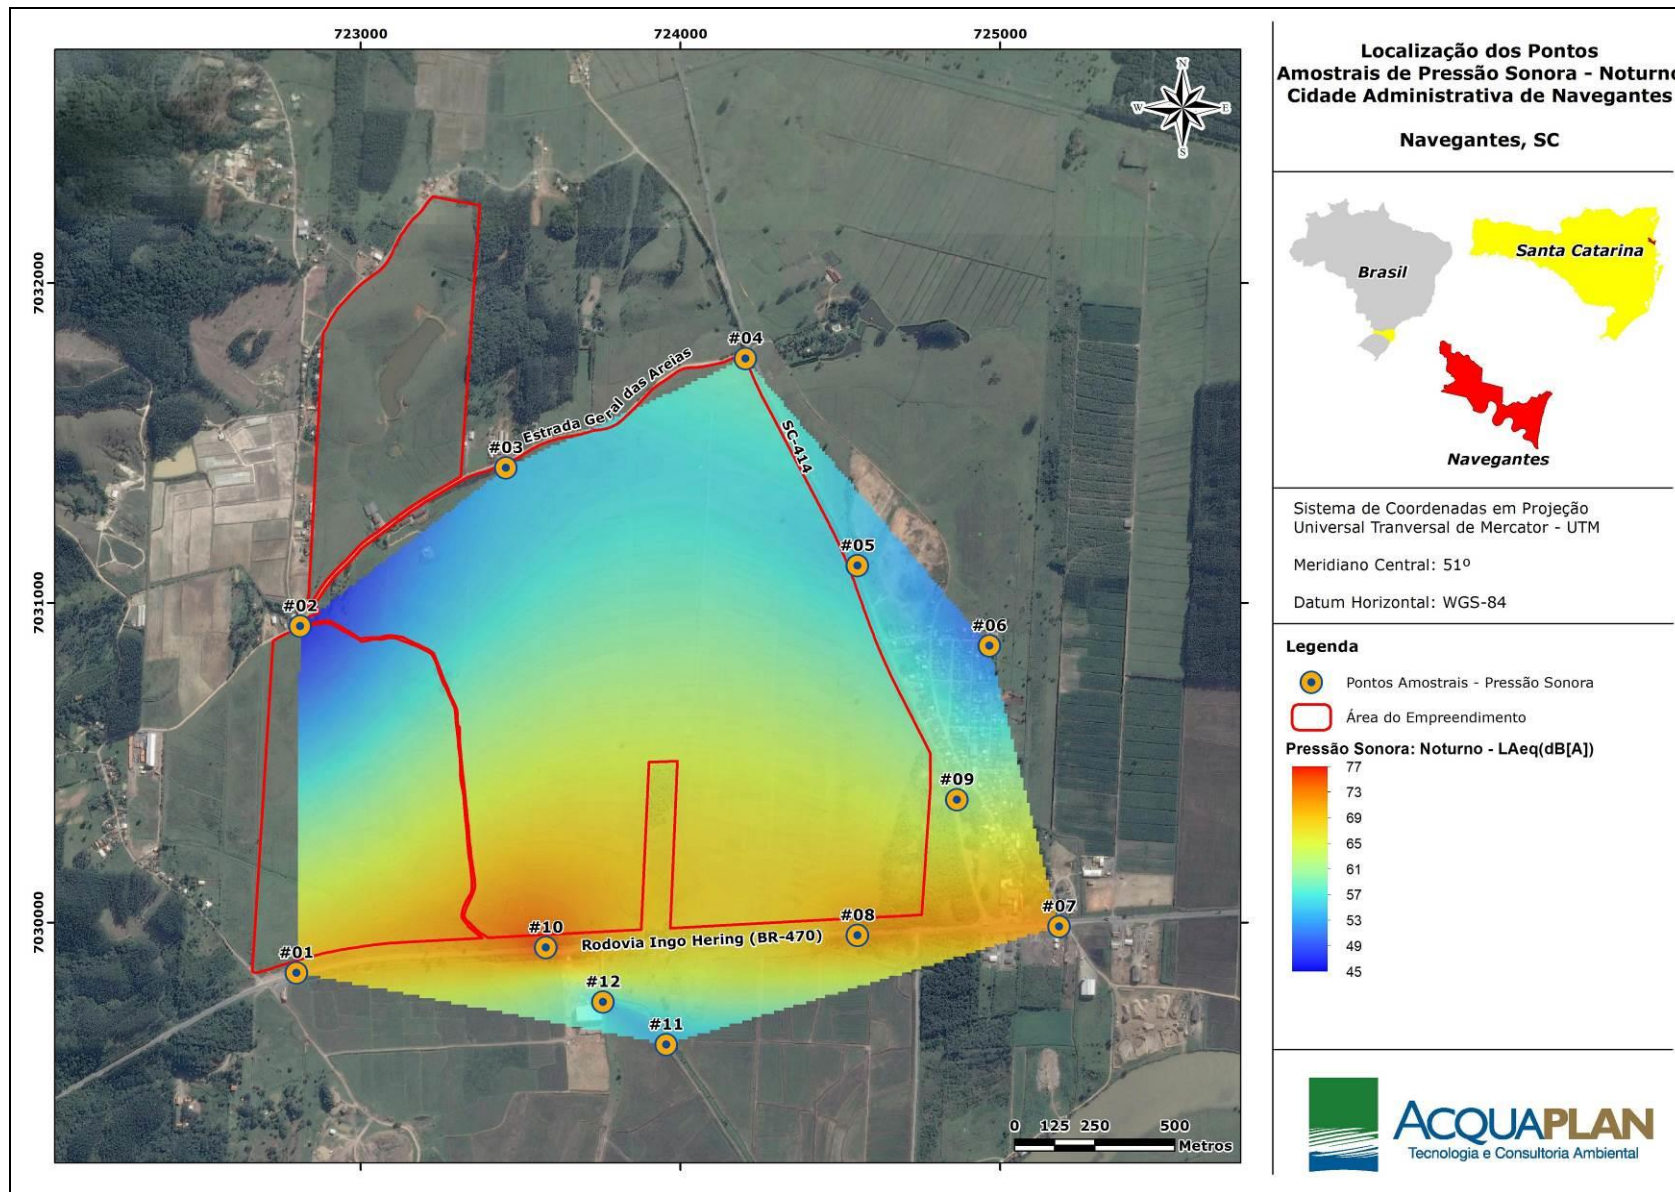 723000
724000
725000
7032000
7031000
7030000
N
W
E
S
#04
Estrada Geral das Areias
#03
SC-414
#05
#02
#06
#09
#10
#08
#07
Rodovia Ingo Hering (BR-470)
#01
#12
#11
0 125 250 500
Metros
Localização dos Pontos
Amostrais de Pressão Sonora - Noturno
Cidade Administrativa de Navegantes
Navegantes, SC
Brasil
Santa Catarina
Navegantes
Sistema de Coordenadas em Projeção
Universal Tranversal de Mercator - UTM
Meridiano Central: 51º
Datum Horizontal: WGS-84
Legenda
Pontos Amostrais - Pressão Sonora
Área do Empreendimento
Pressão Sonora: Noturno - LAeq(dB[A])
77
73
69
65
61
57
53
49
45
ACQUAPLAN
Tecnologia e Consultoria Ambiental